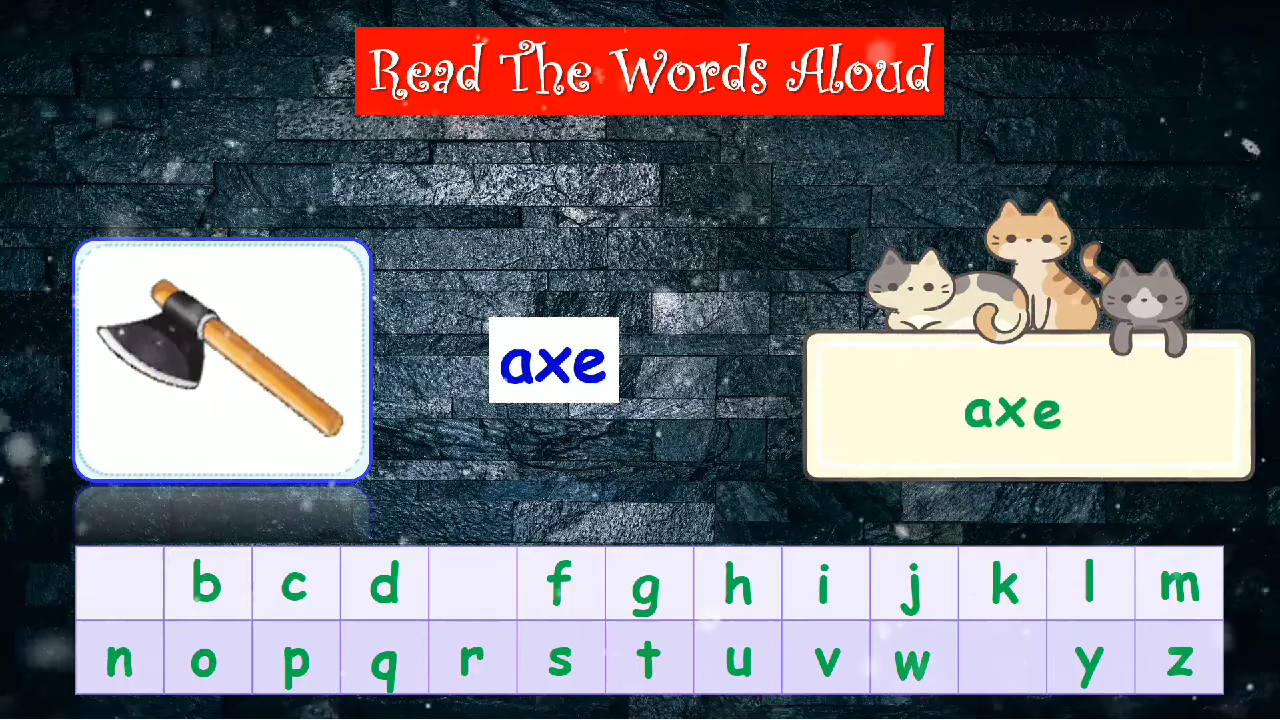 Read The Words Aloud
axe
axe
b c d f g h i j k l m
n o p q r s t u v w y z